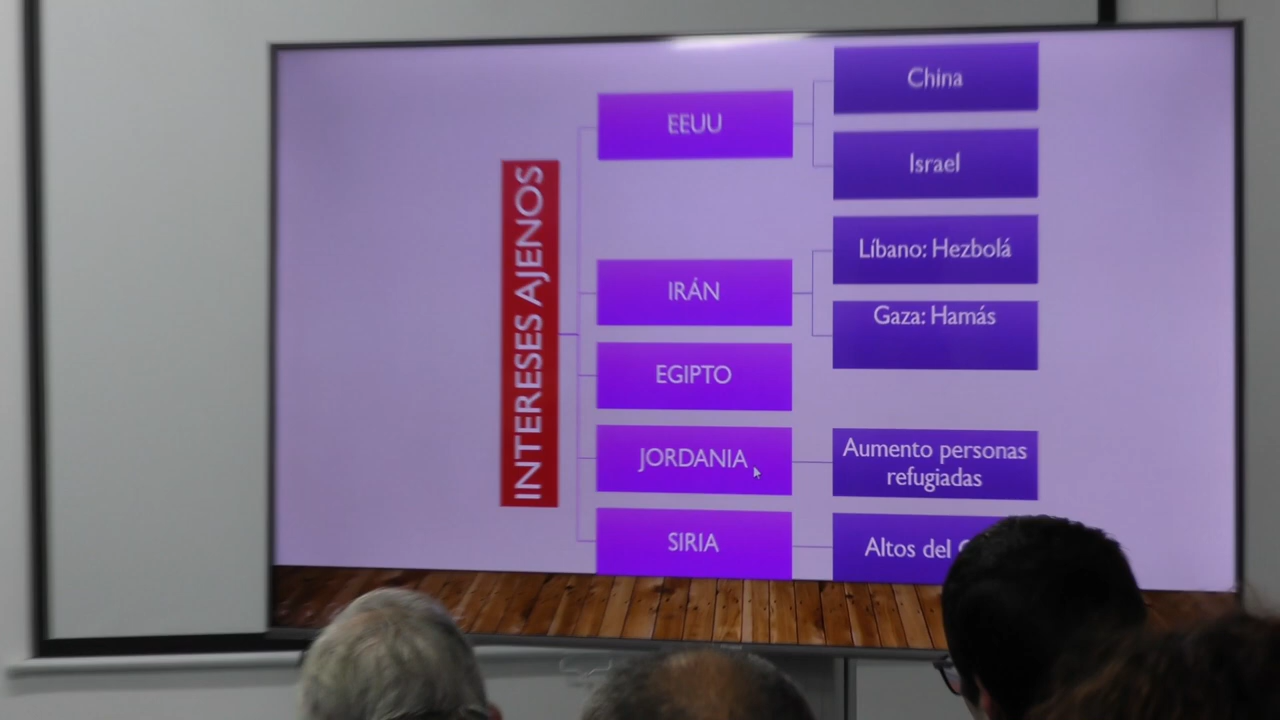 INTERESES AJENOS
EEUU
China
Israel
IRÁN
Líbano: Hezbolá
Gaza: Hamás
EGIPTO
JORDANIA
Aumento personas
refugiadas
SIRIA
Altos del